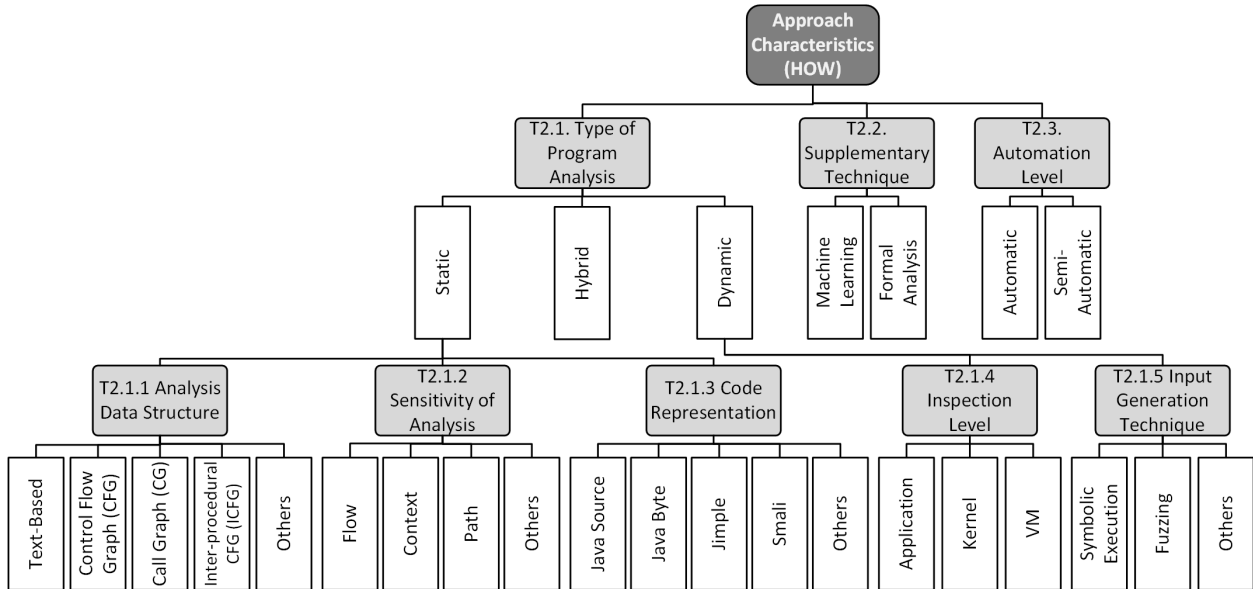 Approach
Characteristics
(HOW)
T2.1. Type of
Program
Analysis
T2.2.
Supplementary
Technique
T2.3.
Automation
Level
Static
Hybrid
Dynamic
Machine
Learning
Formal
Analysis
Automatic
Semi-
Automatic
T2.1.1 Analysis
Data Structure
T2.1.2
Sensitivity of
Analysis
T2.1.3 Code
Representation
T2.1.4
Inspection
Level
T2.1.5 Input
Generation
Technique
Text-Based
Control Flow
Graph (CFG)
Call Graph (CG)
Inter-procedural
CFG (ICFG)
Others
Flow
Context
Path
Others
Java Source
Java Byte
Jimple
Smali
Others
Application
Kernel
VM
Symbolic
Execution
Fuzzing
Others